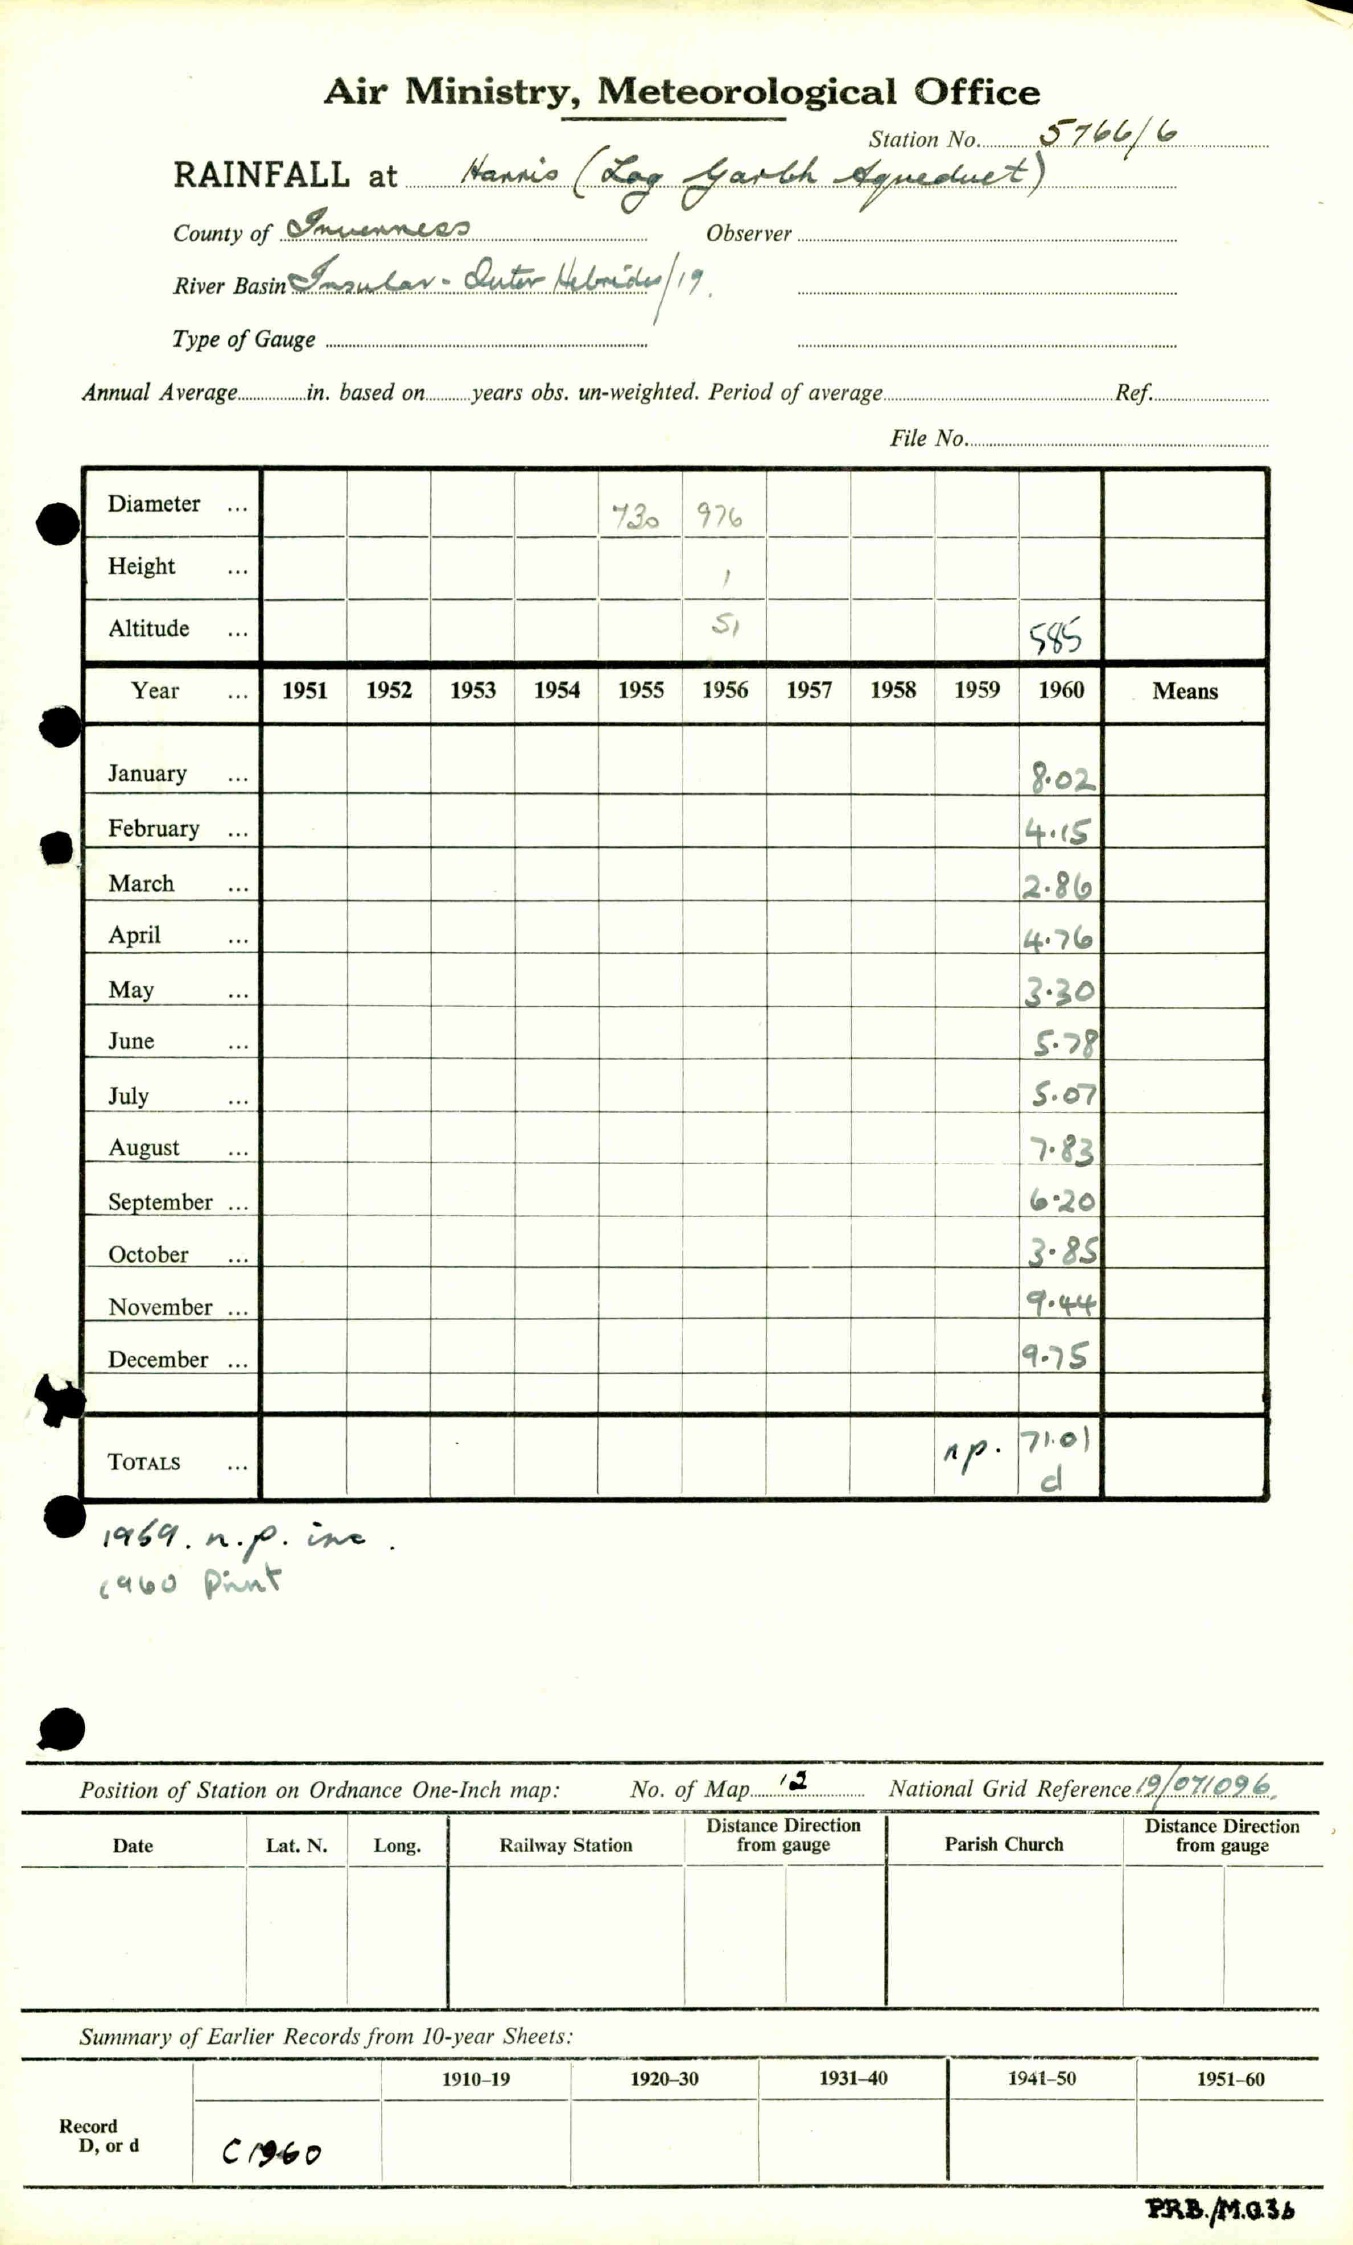 Air Ministry, Meteorological Office
Station No. 5766/6
RAINFALL at Harris (Lag Garbh Aqueduct)
County of Inverness Observer
River Basin Insular - Outer Hebrides/19.
Type of Gauge
Annual Average in. based on years obs. un-weighted. Period of average Ref.
File No.
Diameter ... 730 976
Height ... 1
Altitude ... 51 585
Year ... 1951 1952 1953 1954 1955 1956 1957 1958 1959 1960 Means
January ... 8.02
February ... 4.15
March ... 2.86
April ... 4.76
May ... 3.30
June ... 5.78
July ... 5.07
August ... 7.83
September ... 6.20
October ... 3.85
November ... 9.44
December ... 9.75
TOTALS ... n.p. 71.01
d
1959. n.p. inc.
1960 Print
Position of Station on Ordnance One-Inch map: No. of Map 12 National Grid Reference 19/071096.
Date Lat. N. Long. Railway Station Distance Direction from gauge Parish Church Distance Direction from gauge
Summary of Earlier Records from 10-year Sheets:
1910-19 1920-30 1931-40 1941-50 1951-60
Record
D, or d C 1960
P.R.B./M.O.36